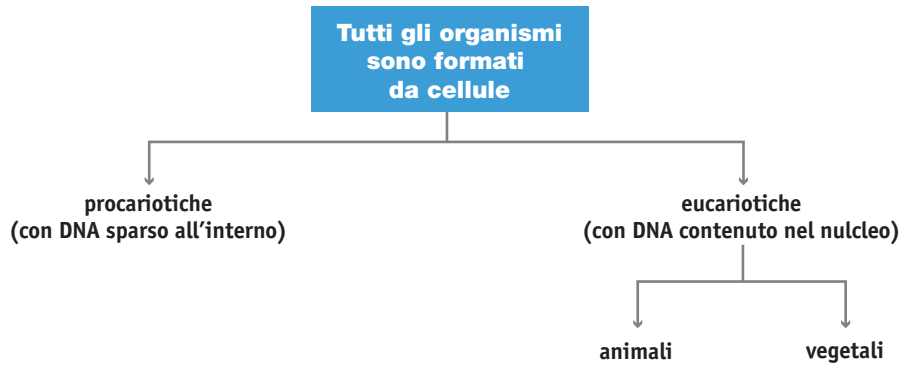 Tutti gli organismi
sono formati
da cellule
procariotiche
(con DNA sparso all'interno)
eucariotiche
(con DNA contenuto nel nulcleo)
animali
vegetali